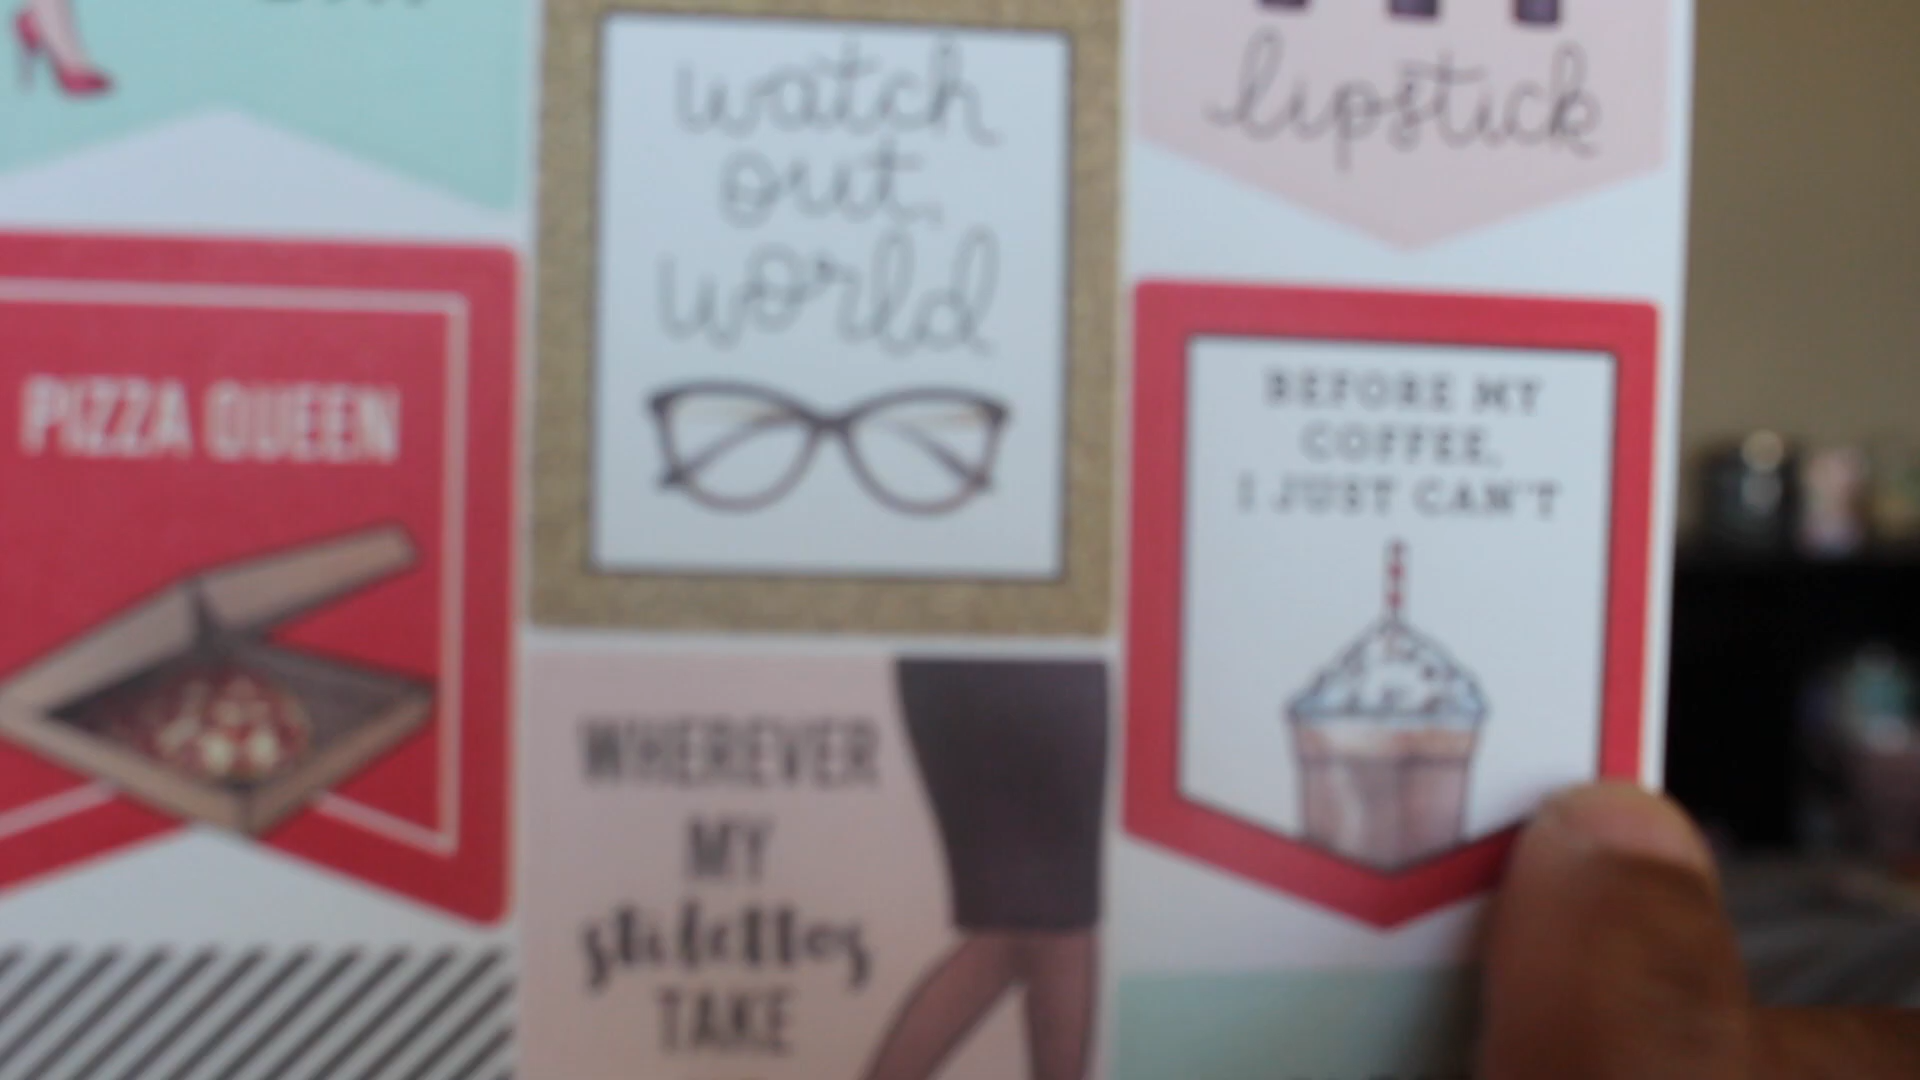 watch
out,
world
lipstick
PIZZA QUEEN
BEFORE MY
COFFEE,
I JUST CAN'T
WHEREVER
MY
stilettos
TAKE